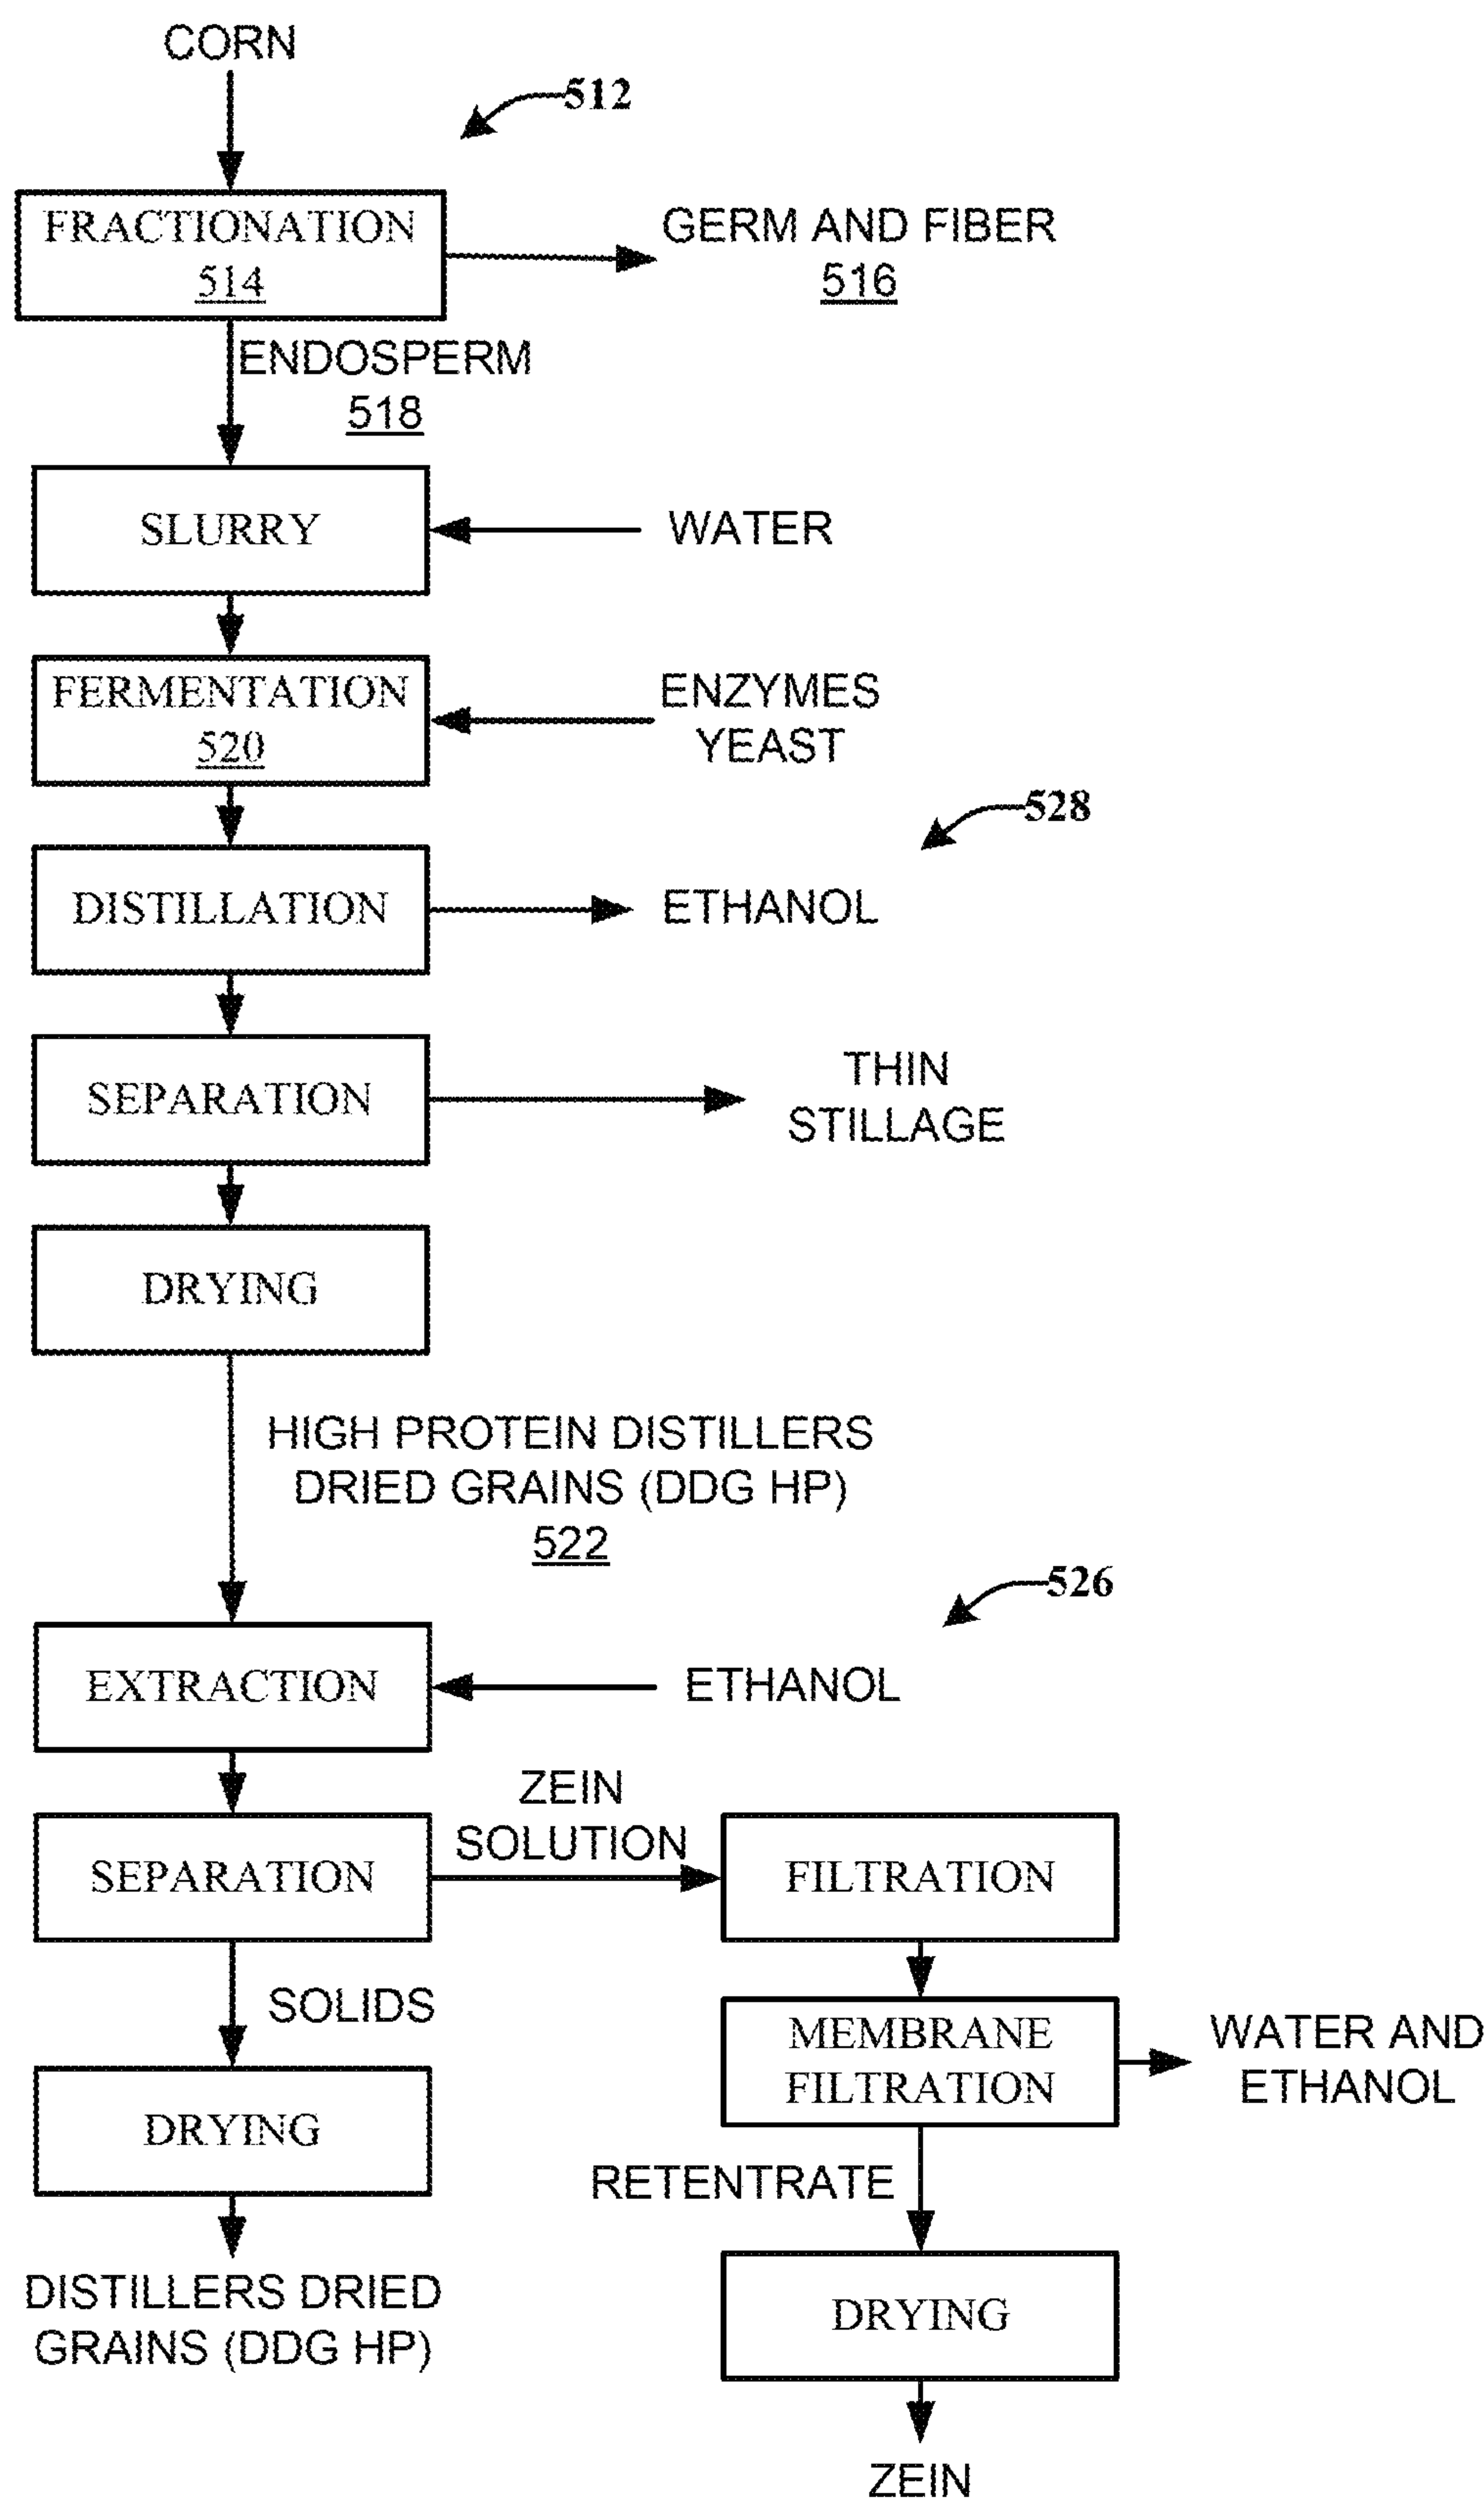 CORN
512
FRACTIONATION
514
GERM AND FIBER
516
ENDOSPERM
518
SLURRY
WATER
FERMENTATION
520
ENZYMES
YEAST
528
DISTILLATION
ETHANOL
SEPARATION
THIN
STILLAGE
DRYING
HIGH PROTEIN DISTILLERS
DRIED GRAINS (DDG HP)
522
526
EXTRACTION
ETHANOL
SEPARATION
ZEIN
SOLUTION
FILTRATION
SOLIDS
MEMBRANE
FILTRATION
WATER AND
ETHANOL
DRYING
RETENTRATE
DISTILLERS DRIED
GRAINS (DDG HP)
DRYING
ZEIN